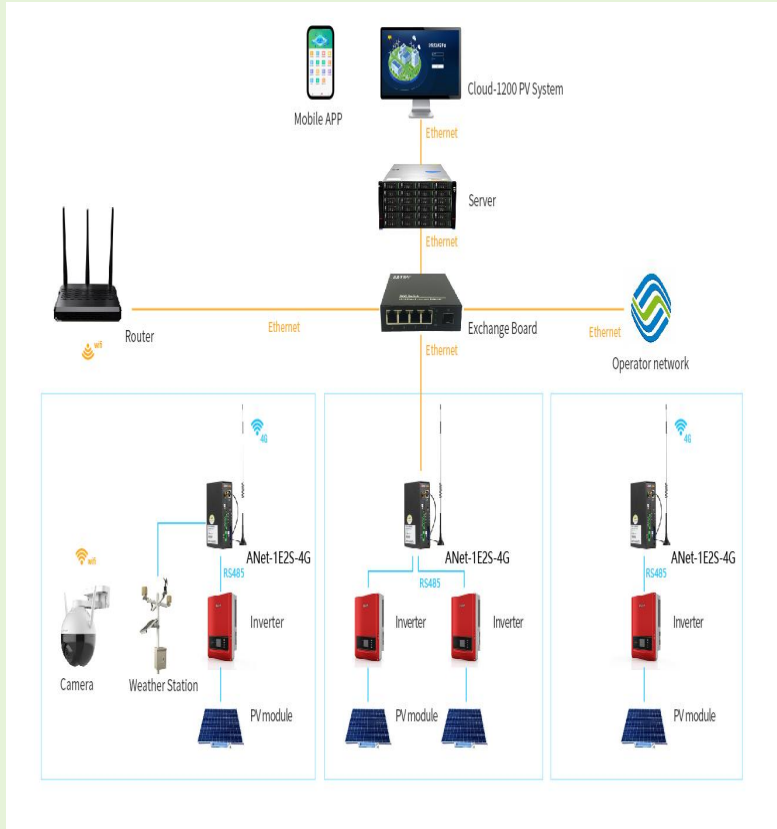 Mobile APP
Cloud-1200 PV System
Ethernet
Server
Ethernet
Router
wifi
Ethernet
Exchange Board
Ethernet
Ethernet
Operator network
4G
ANet-1E2S-4G
RS485
wifi
Inverter
Camera
Weather Station
PV module
ANet-1E2S-4G
RS485
Inverter
Inverter
PV module
4G
ANet-1E2S-4G
RS485
Inverter
PV module